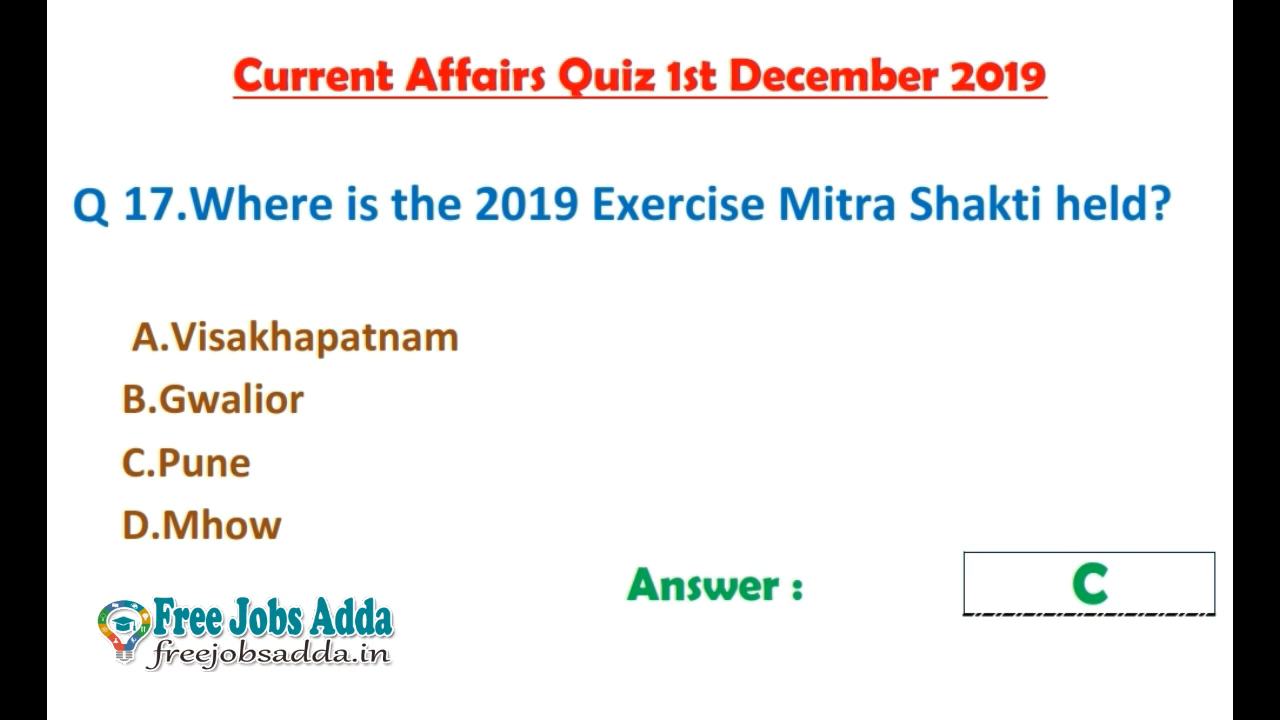 Current Affairs Quiz 1st December 2019
Q 17.Where is the 2019 Exercise Mitra Shakti held?
A.Visakhapatnam
B.Gwalior
C.Pune
D.Mhow
Answer : C
Free Jobs Adda
freejobsadda.in